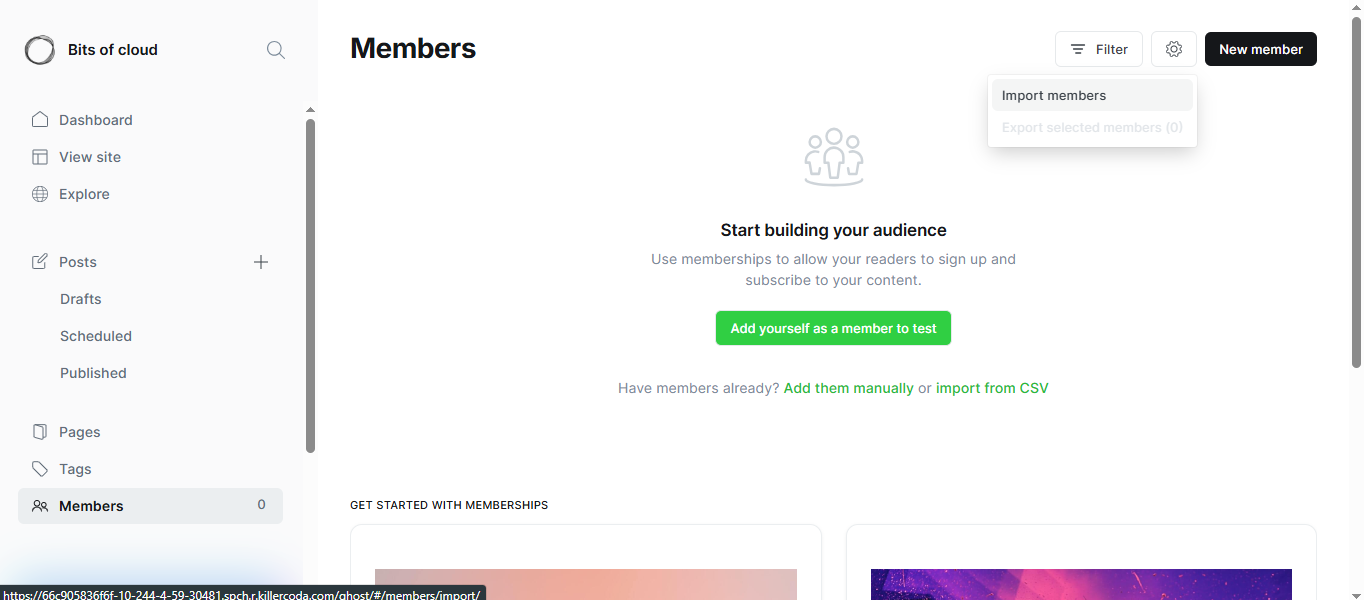 Bits of cloud
Dashboard
View site
Explore
Posts
Drafts
Scheduled
Published
Pages
Tags
Members 0
Members
Filter
New member
Import members
Export selected members (0)
Start building your audience
Use memberships to allow your readers to sign up and
subscribe to your content.
Add yourself as a member to test
Have members already? Add them manually or import from CSV
GET STARTED WITH MEMBERSHIPS
https://66c905836f6f-10-244-4-59-30481.spch.r.killercoda.com/ghost/#/members/import/